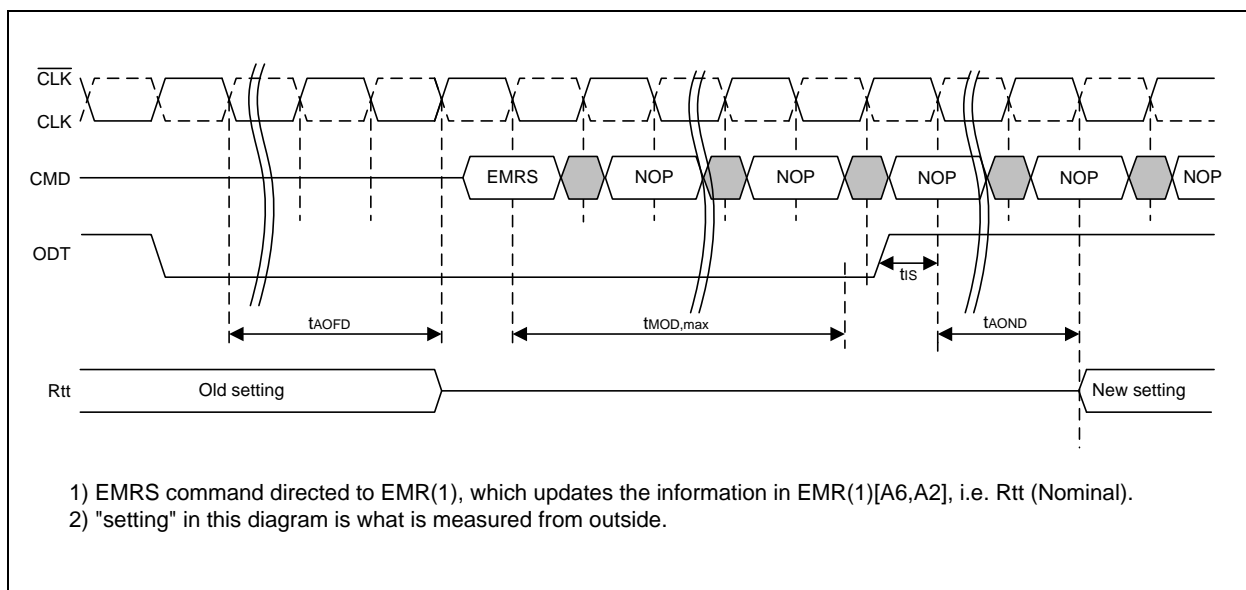 CLK
CLK
CMD EMRS NOP NOP NOP NOP NOP
ODT
tIS
tAOFD tMOD,max tAOND
Rtt Old setting New setting
1) EMRS command directed to EMR(1), which updates the information in EMR(1)[A6,A2], i.e. Rtt (Nominal).
2) "setting" in this diagram is what is measured from outside.